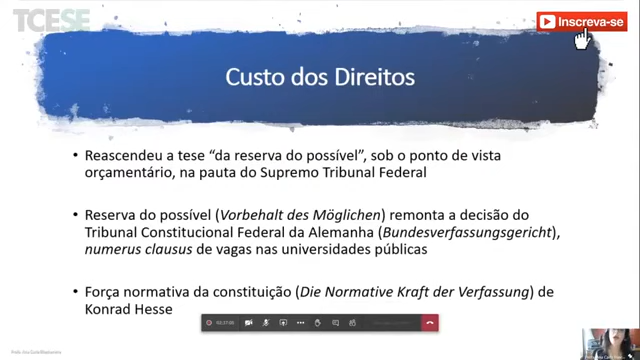 TCESE
Inscreva-se
Custo dos Direitos
• Reascendeu a tese “da reserva do possível”, sob o ponto de vista
orçamentário, na pauta do Supremo Tribunal Federal
• Reserva do possível (Vorbehalt des Möglichen) remonta a decisão do
Tribunal Constitucional Federal da Alemanha (Bundesverfassungsgericht),
numerus clausus de vagas nas universidades públicas
• Força normativa da constituição (Die Normative Kraft der Verfassung) de
Konrad Hesse